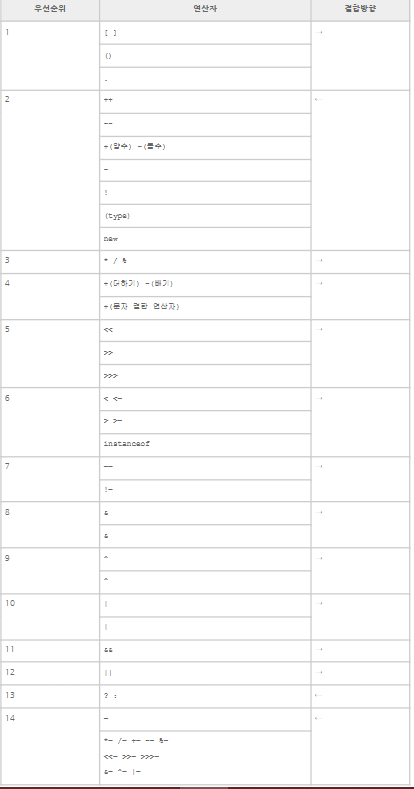 우선순위 연산자 결합방향
1 [ ] →
()
.
2 ++ ←
--
+(양수) -(음수)
~
!
(type)
new
3 * / % →
4 +(더하기) -(빼기) →
+(문자 결합 연산자)
5 << →
>>
>>>
6 < <= →
> >=
instanceof
7 == →
!=
8 & →
&
9 ^ →
^
10 | →
|
11 && →
12 || →
13 ? : ←
14 = ←
*= /= += -= %=
<<= >>= >>>=
&= ^= |=